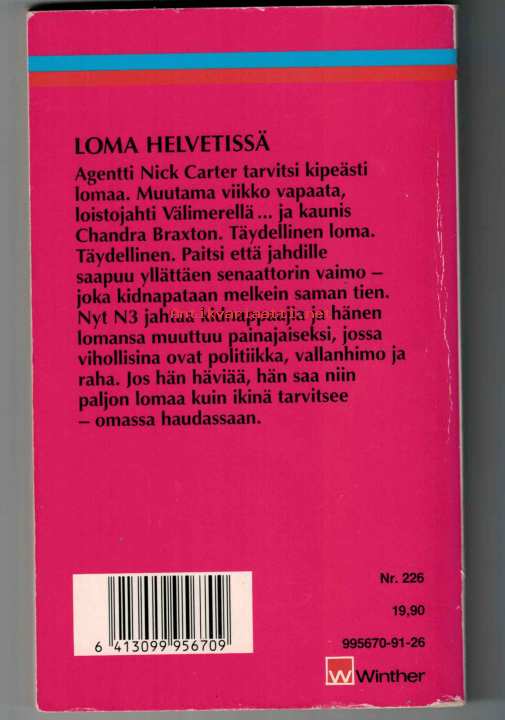 LOMA HELVETISSÄ
Agentti Nick Carter tarvitsi kipeästi
lomaa. Muutama viikko vapaata,
loistojahti Välimerellä ... ja kaunis
Chandra Braxton. Täydellinen loma.
Täydellinen. Paitsi että jahdille
saapuu yllättäen senaattorin vaimo –
joka kidnapataan melkein saman tien.
Nyt N3 jahtaa kidnappaajia ja hänen
lomansa muuttuu painajaiseksi, jossa
vihollisina ovat politiikka, vallanhimo ja
raha. Jos hän häviää, hän saa niin
paljon lomaa kuin ikinä tarvitsee
– omassa haudassaan.
Nr. 226
19,90
6 413099 956709
995670-91-26
W Winther